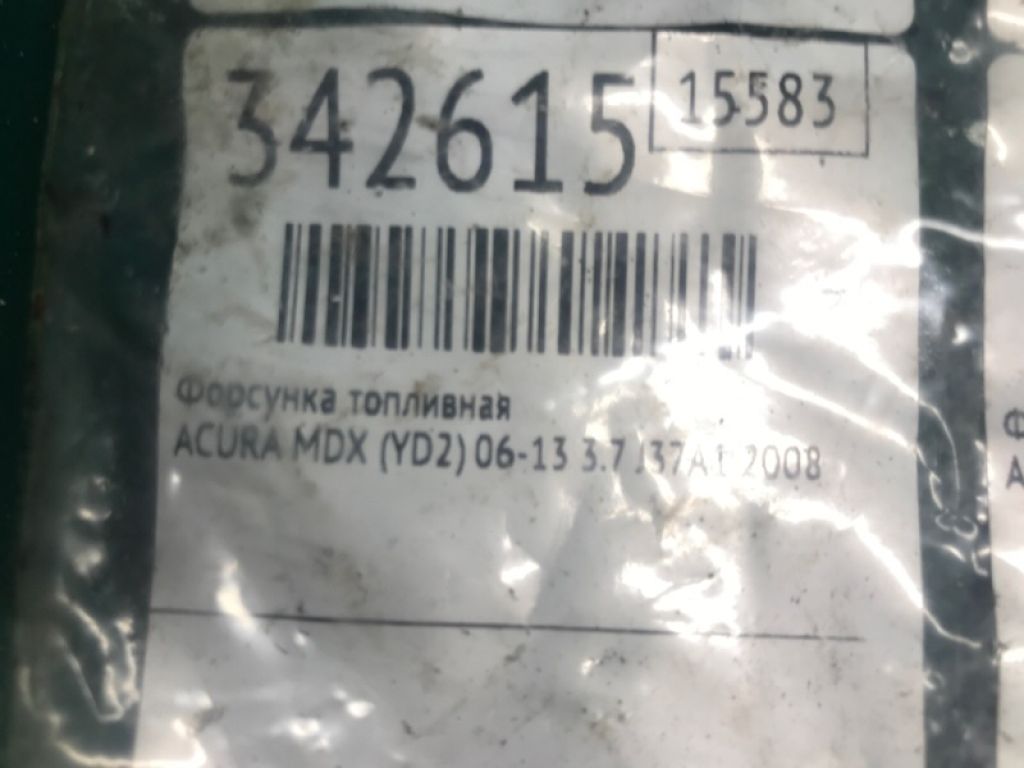 342615
15583
Форсунка топливная
ACURA MDX (YD2) 06-13 3.7 J37A1 2008
Ф
A